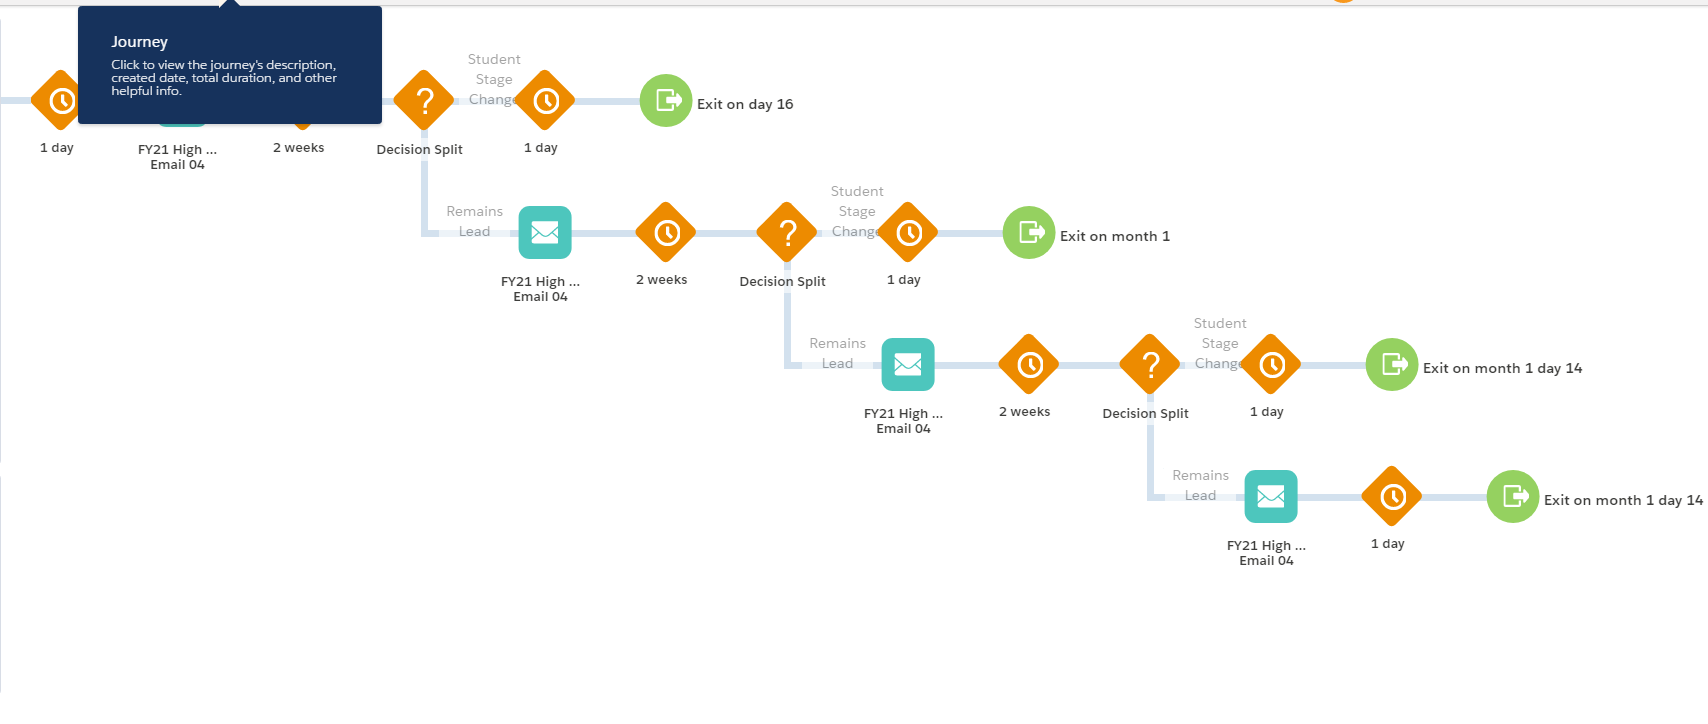 Journey
Click to view the journey's description,
created date, total duration, and other
helpful info.
Student
Stage
Change
Exit on day 16
1 day
FY21 High ...
Email 04
2 weeks
Decision Split
1 day
Remains
Lead
Student
Stage
Change
Exit on month 1
FY21 High ...
Email 04
2 weeks
Decision Split
1 day
Remains
Lead
Student
Stage
Change
Exit on month 1 day 14
FY21 High ...
Email 04
2 weeks
Decision Split
1 day
Remains
Lead
Exit on month 1 day 14
FY21 High ...
Email 04
1 day